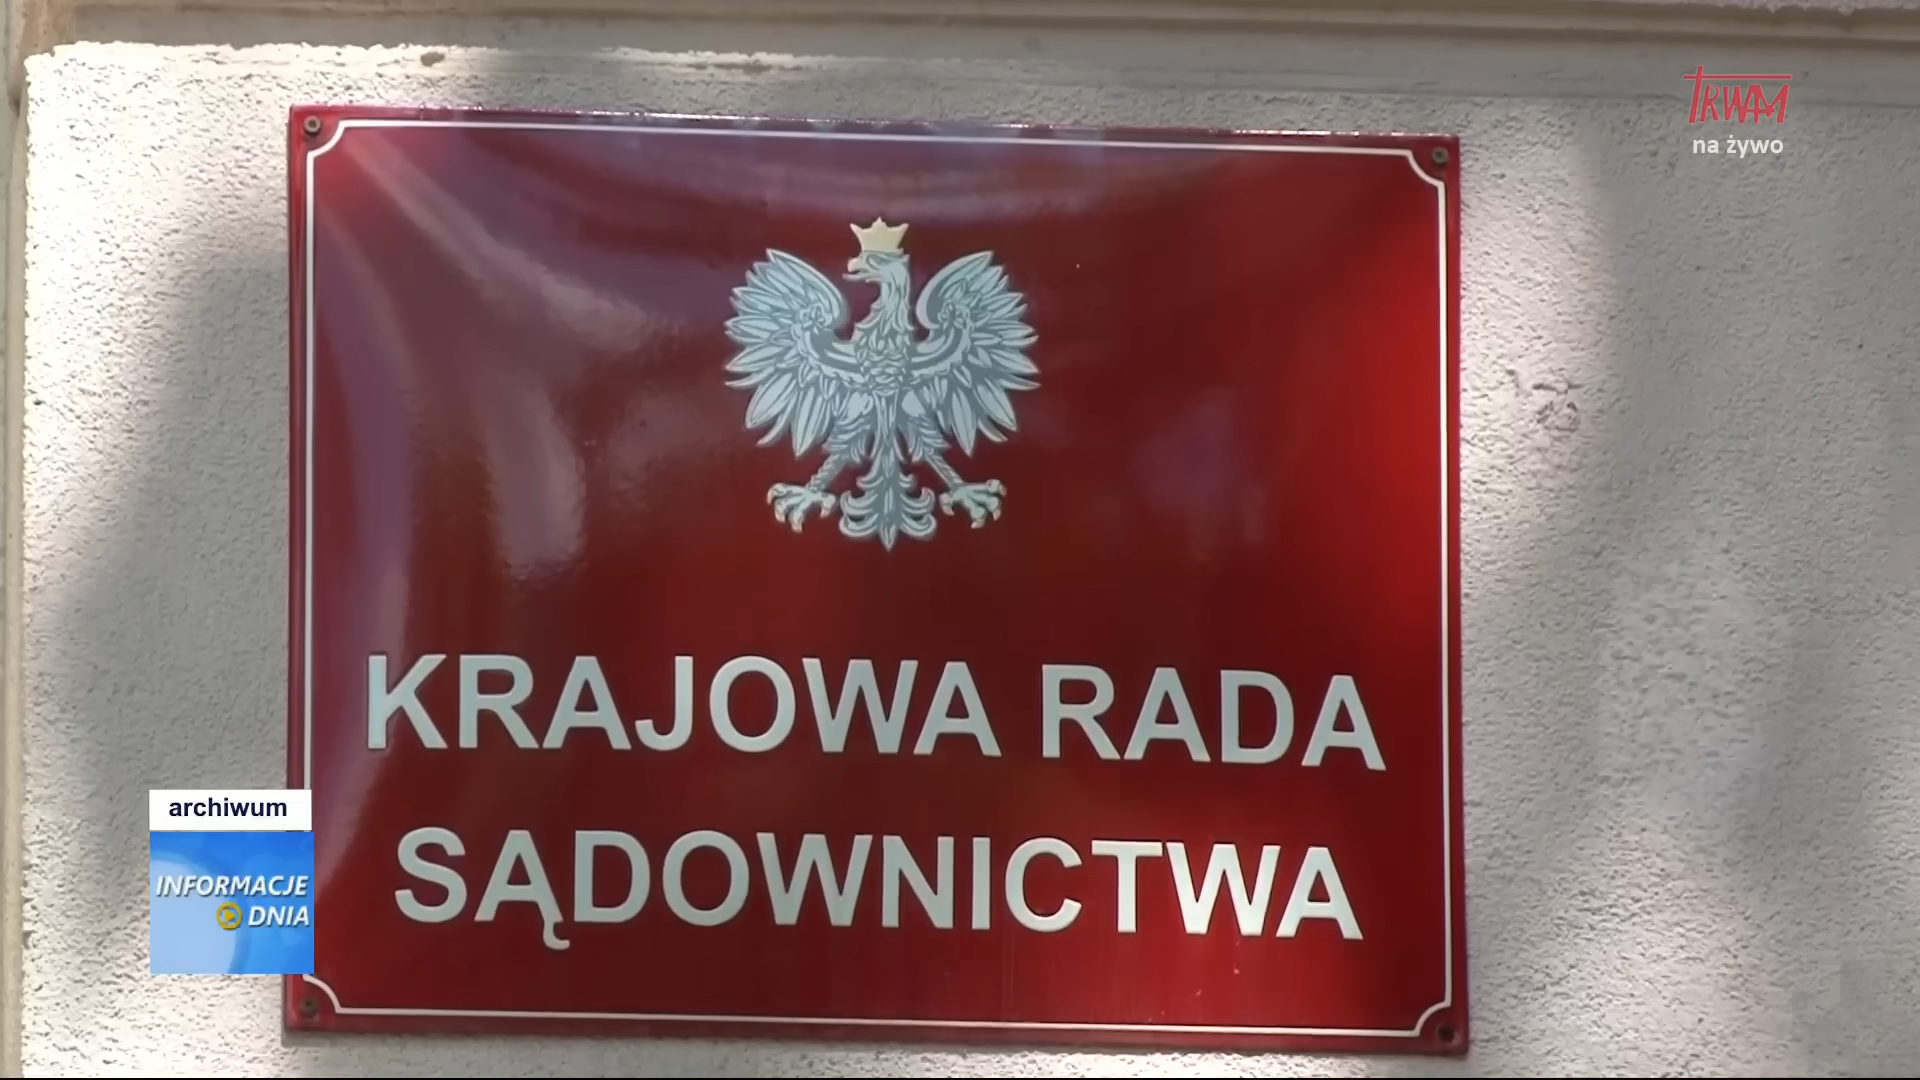 TRWAM
na żywo
KRAJOWA RADA
SĄDOWNICTWA
archiwum
INFORMACJE
DNIA